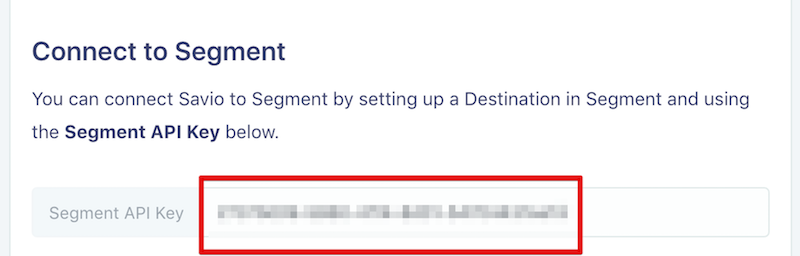 Connect to Segment
You can connect Savio to Segment by setting up a Destination in Segment and using
the Segment API Key below.
Segment API Key